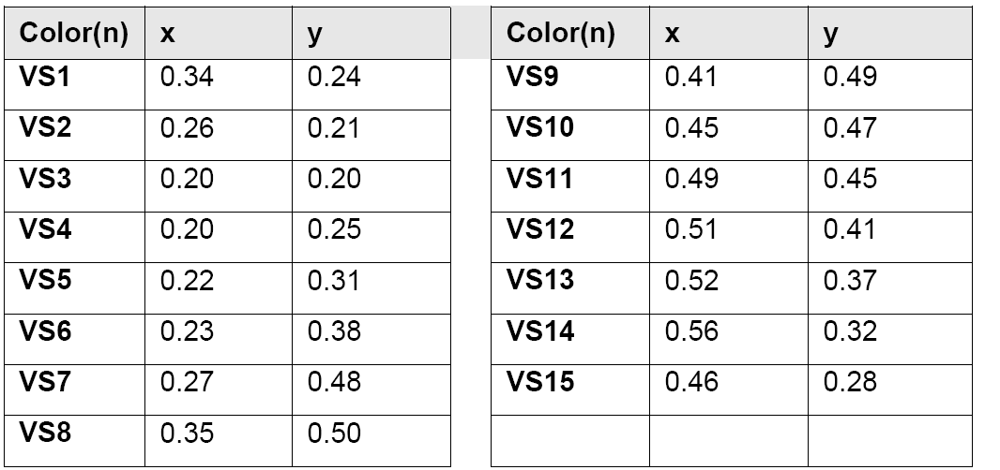 Color(n) x y Color(n) x y
VS1 0.34 0.24 VS9 0.41 0.49
VS2 0.26 0.21 VS10 0.45 0.47
VS3 0.20 0.20 VS11 0.49 0.45
VS4 0.20 0.25 VS12 0.51 0.41
VS5 0.22 0.31 VS13 0.52 0.37
VS6 0.23 0.38 VS14 0.56 0.32
VS7 0.27 0.48 VS15 0.46 0.28
VS8 0.35 0.50